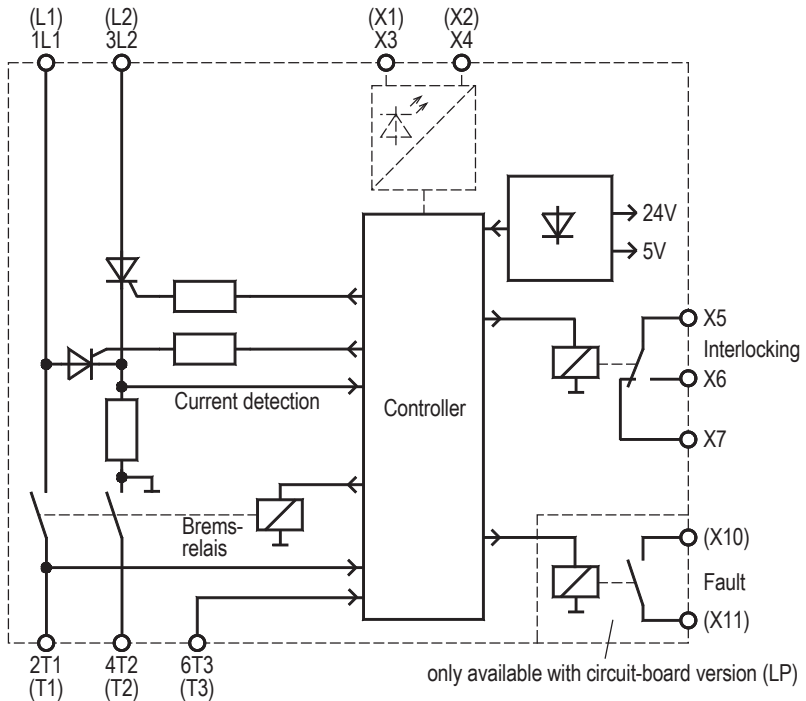 (L1) (L2) (X1) (X2)
1L1 3L2 X3 X4
24V
5V
X5
Interlocking
X6
Current detection
Controller
X7
Brems-
relais
(X10)
Fault
(X11)
2T1 4T2 6T3
(T1) (T2) (T3)
only available with circuit-board version (LP)